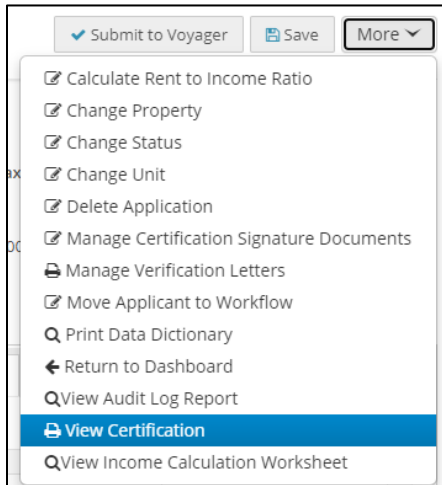 Submit to Voyager Save More
Calculate Rent to Income Ratio
Change Property
Change Status
ax
Change Unit
Delete Application
00
Manage Certification Signature Documents
Manage Verification Letters
Move Applicant to Workflow
Print Data Dictionary
Return to Dashboard
View Audit Log Report
View Certification
View Income Calculation Worksheet